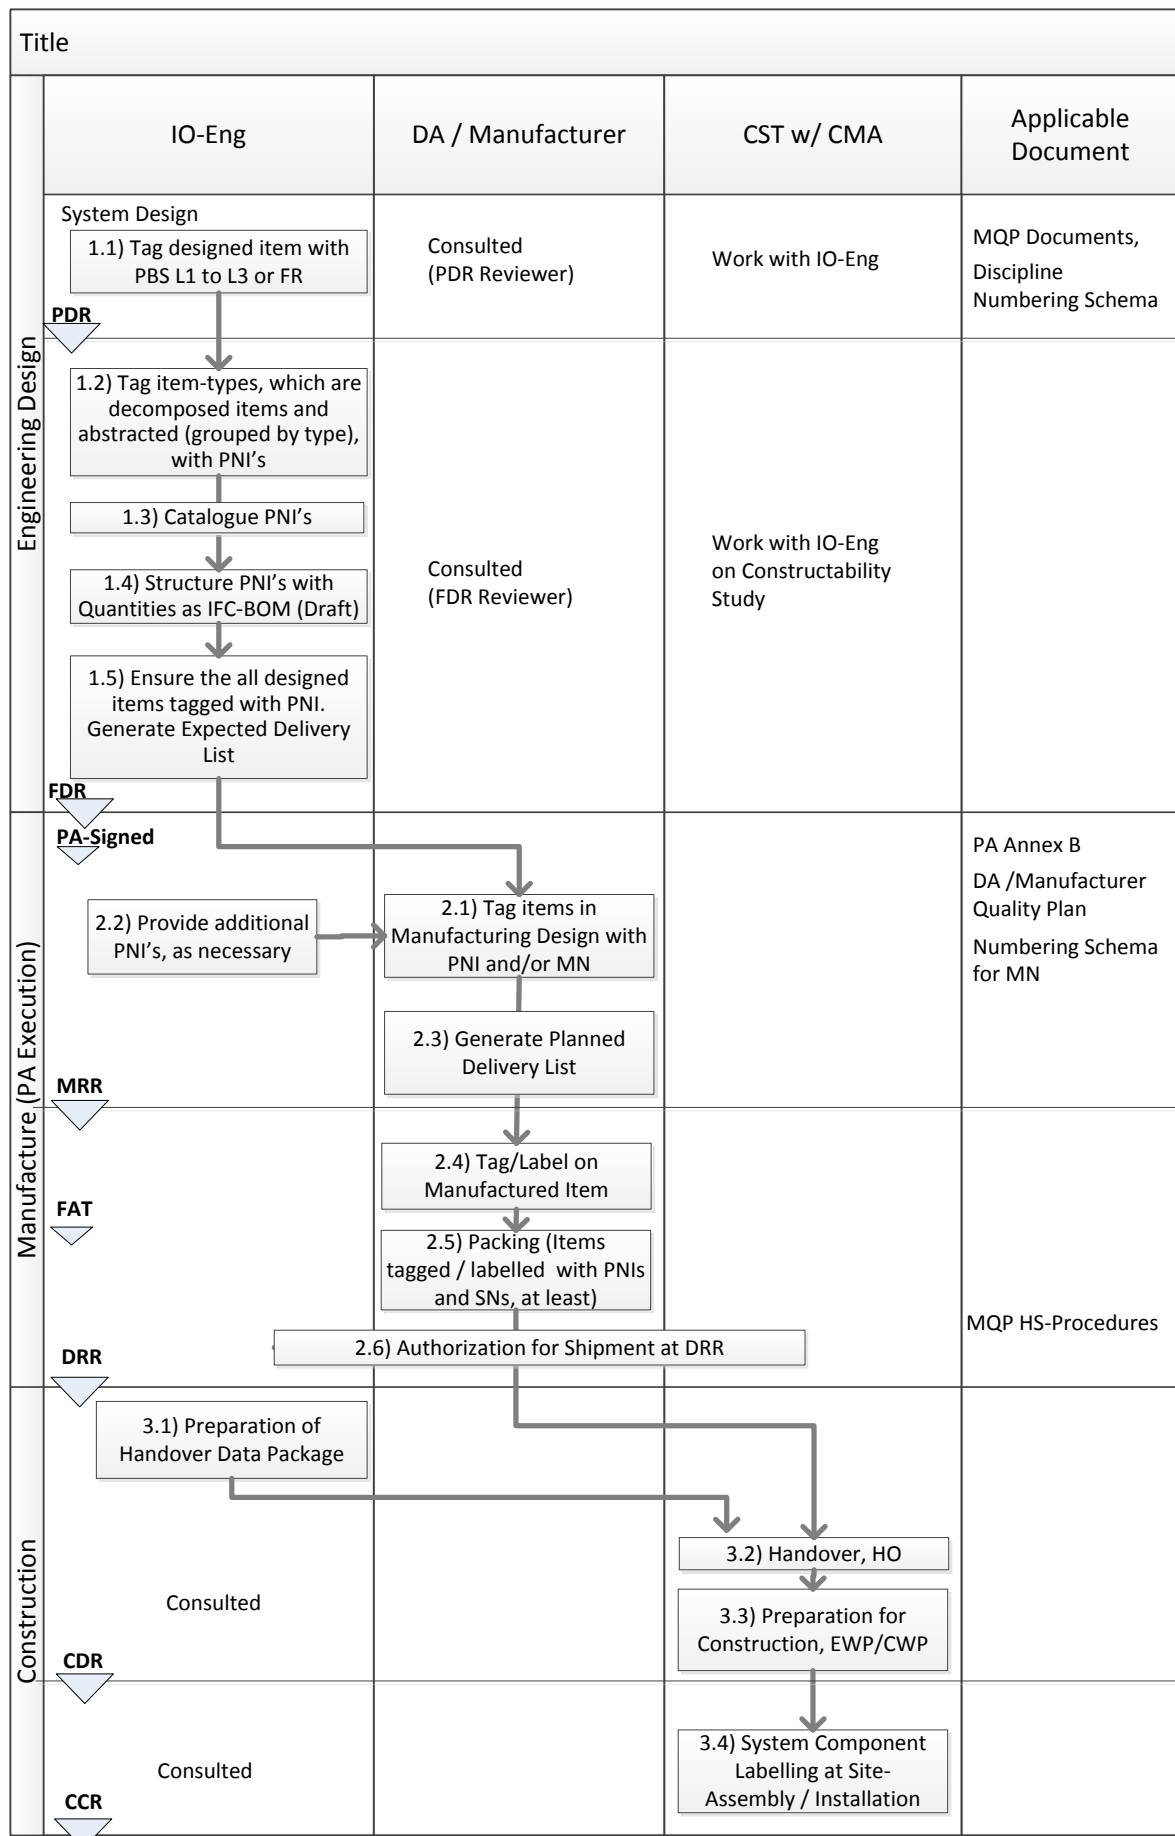 Title
IO-Eng
DA / Manufacturer
CST w/ CMA
Applicable
Document
Engineering Design
System Design
1.1) Tag designed item with
PBS L1 to L3 or FR
Consulted
(PDR Reviewer)
Work with IO-Eng
MQP Documents,
Discipline
Numbering Schema
PDR
1.2) Tag item-types, which are
decomposed items and
abstracted (grouped by type),
with PNI’s
1.3) Catalogue PNI’s
1.4) Structure PNI’s with
Quantities as IFC-BOM (Draft)
1.5) Ensure the all designed
items tagged with PNI.
Generate Expected Delivery
List
Consulted
(FDR Reviewer)
Work with IO-Eng
on Constructability
Study
FDR
Manufacture (PA Execution)
PA-Signed
2.2) Provide additional
PNI’s, as necessary
2.1) Tag items in
Manufacturing Design with
PNI and/or MN
2.3) Generate Planned
Delivery List
PA Annex B
DA /Manufacturer
Quality Plan
Numbering Schema
for MN
MRR
2.4) Tag/Label on
Manufactured Item
FAT
2.5) Packing (Items
tagged / labelled with PNIs
and SNs, at least)
MQP HS-Procedures
2.6) Authorization for Shipment at DRR
DRR
Construction
3.1) Preparation of
Handover Data Package
3.2) Handover, HO
Consulted
3.3) Preparation for
Construction, EWP/CWP
CDR
Consulted
3.4) System Component
Labelling at Site-
Assembly / Installation
CCR